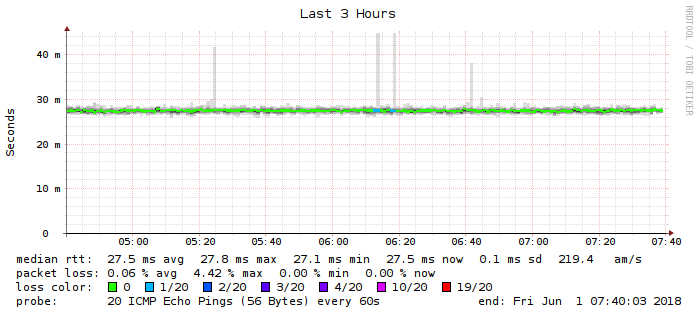 Last 3 Hours
RRDTOOL / TOBI OETIKER
Seconds
40 m
30 m
20 m
10 m
0
05:00 05:20 05:40 06:00 06:20 06:40 07:00 07:20 07:40
median rtt: 27.5 ms avg 27.8 ms max 27.1 ms min 27.5 ms now 0.1 ms sd 219.4 am/s
packet loss: 0.06 % avg 4.42 % max 0.00 % min 0.00 % now
loss color: 0 1/20 2/20 3/20 4/20 10/20 19/20
probe: 20 ICMP Echo Pings (56 Bytes) every 60s end: Fri Jun 1 07:40:03 2018